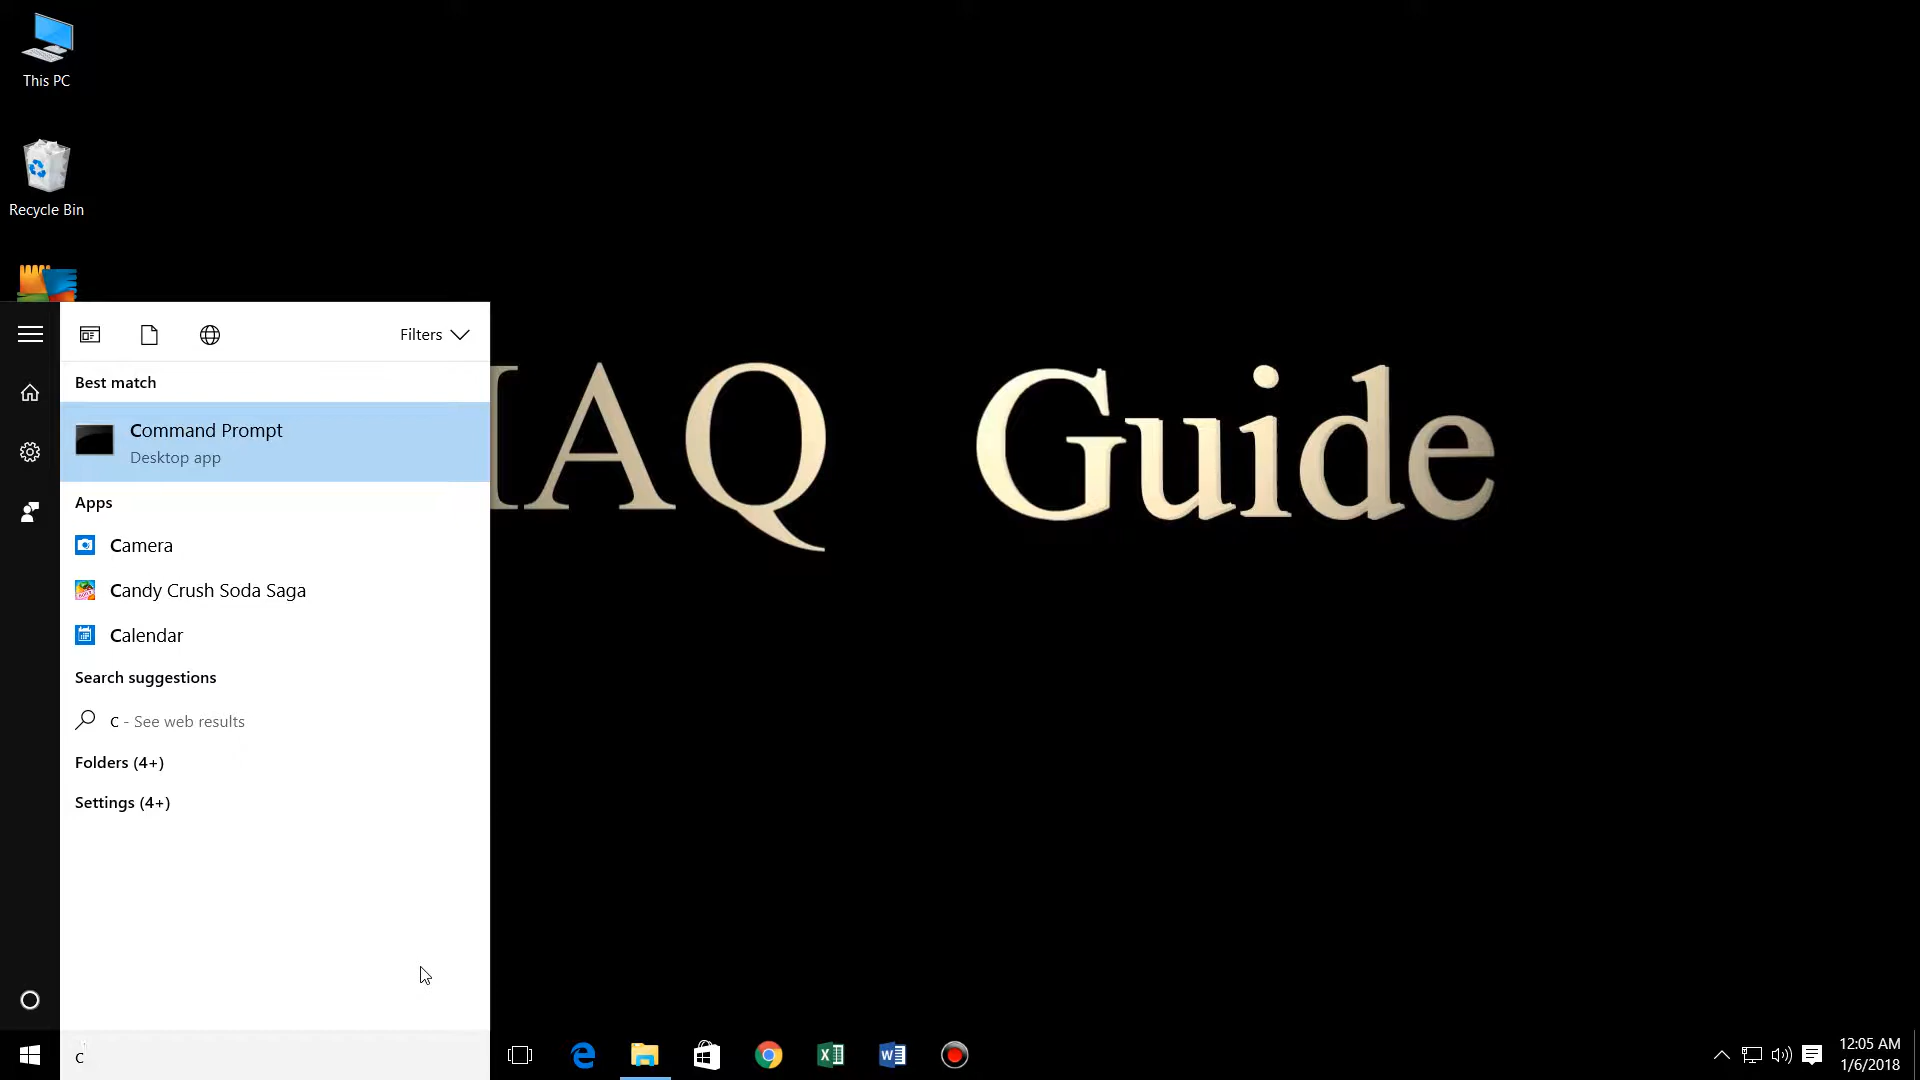 This PC
Recycle Bin
Filters
Best match
Command Prompt
Desktop app
Apps
Camera
Candy Crush Soda Saga
Calendar
Search suggestions
C - See web results
Folders (4+)
Settings (4+)
AQ Guide
C
12:05 AM
1/6/2018